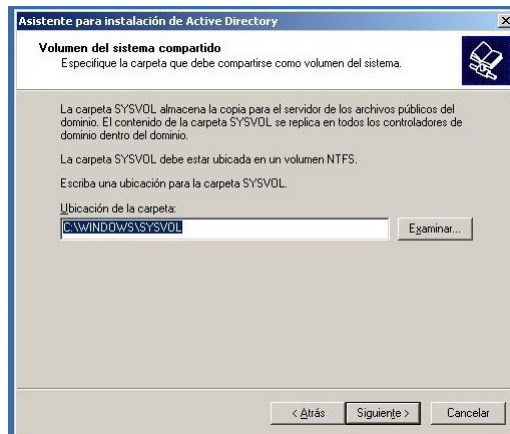 Asistente para instalación de Active Directory
Volumen del sistema compartido
Especifique la carpeta que debe compartirse como volumen del sistema.
La carpeta SYSVOL almacena la copia para el servidor de los archivos públicos del
dominio. El contenido de la carpeta SYSVOL se replica en todos los controladores de
dominio dentro del dominio.
La carpeta SYSVOL debe estar ubicada en un volumen NTFS.
Escriba una ubicación para la carpeta SYSVOL.
Ubicación de la carpeta:
C:\WINDOWS\SYSVOL
Examinar...
< Atrás
Siguiente >
Cancelar